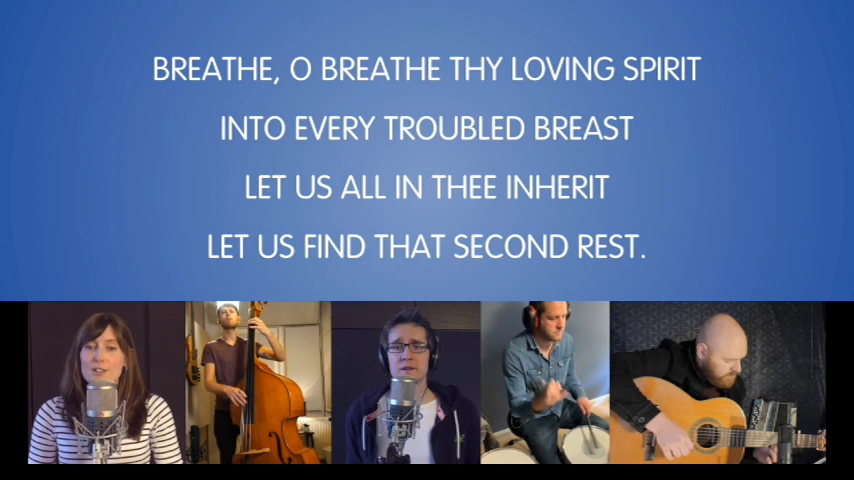 BREATHE, O BREATHE THY LOVING SPIRIT
INTO EVERY TROUBLED BREAST
LET US ALL IN THEE INHERIT
LET US FIND THAT SECOND REST.